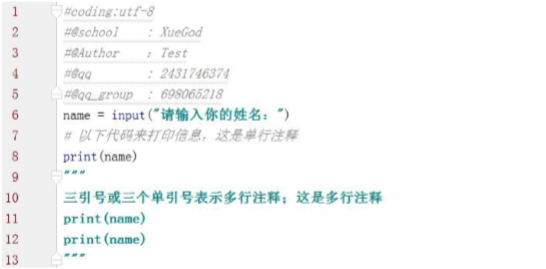 1 #coding:utf-8
2 #@school : XueGod
3 #@Author : Test
4 #@qq : 2431746374
5 #@qq_group : 698065218
6 name = input("请输入你的姓名：")
7 # 以下代码来打印信息，这是单行注释
8 print(name)
9 """
10 三引号或三个单引号表示多行注释；这是多行注释
11 print(name)
12 print(name)
13 """